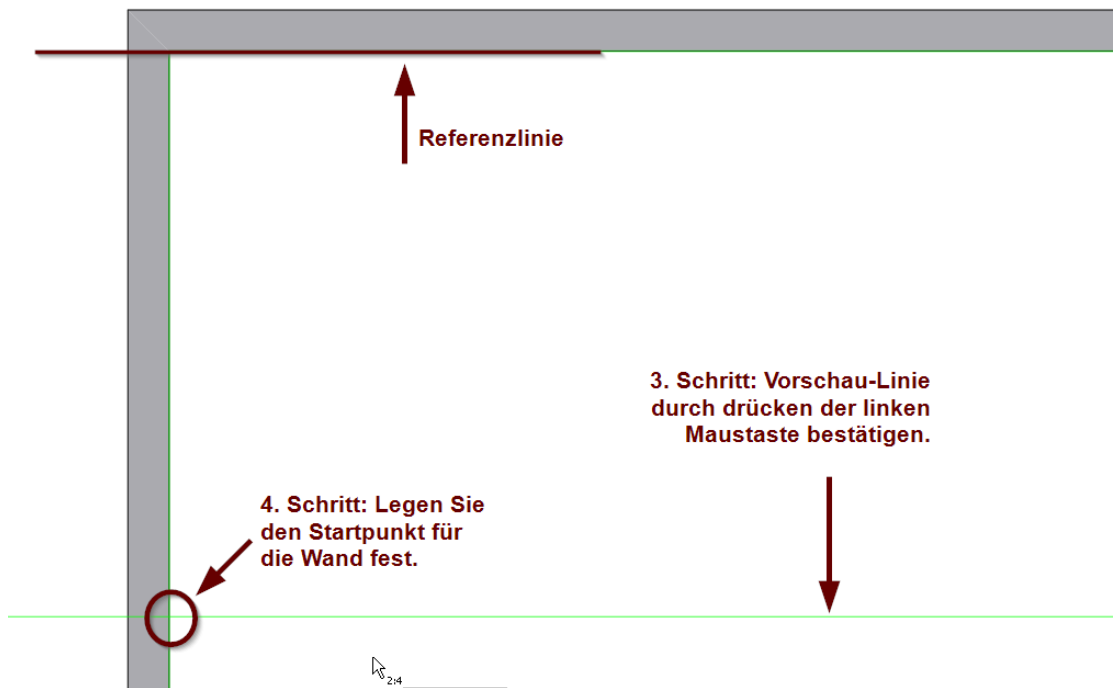 Referenzlinie
3. Schritt: Vorschau-Linie
durch drücken der linken
Maustaste bestätigen.
4. Schritt: Legen Sie
den Startpunkt für
die Wand fest.
2:4